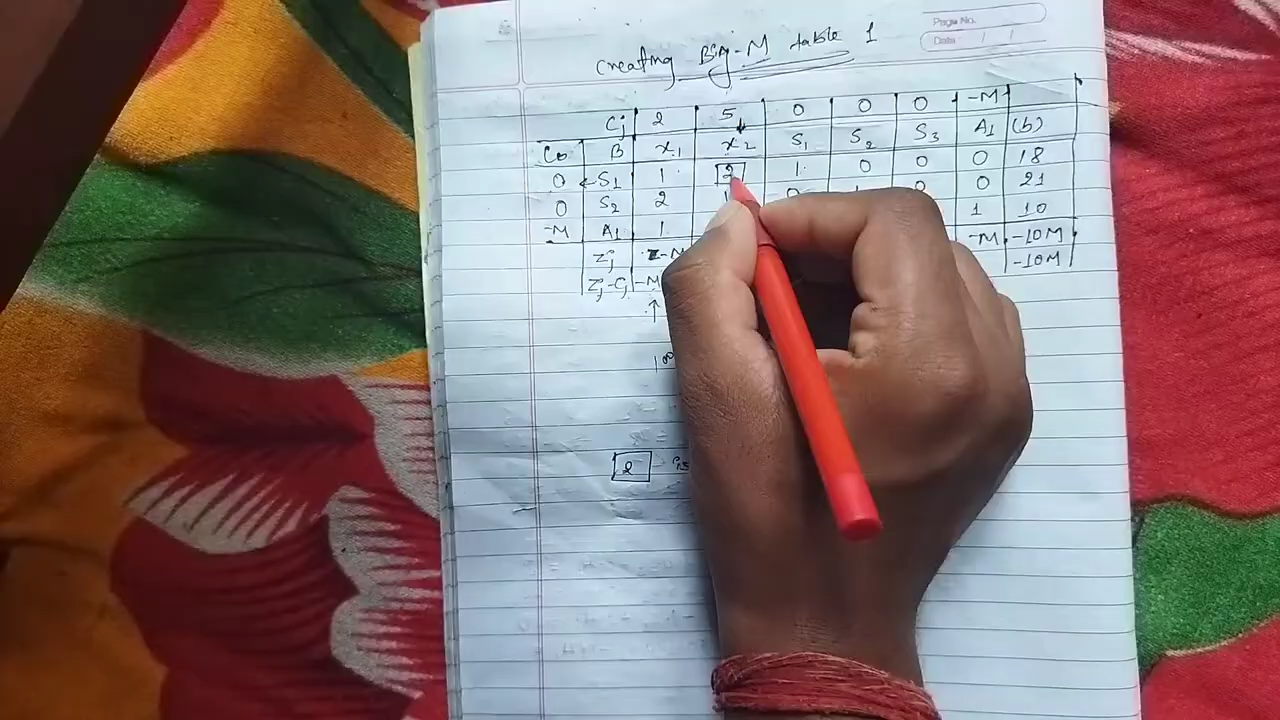 Page No.
Date / /
Creating Big-M table 1
Cj 2 5 0 0 0 -M
CB B x1 x2 S1 S2 S3 A1 (b)
0 ← S1 1 2 1 0 0 0 18
0 S2 2 1 0 0 21
-M A1 1 1 10
Zj -M -M -10M
Zj-Cj -M -10M
↑
2